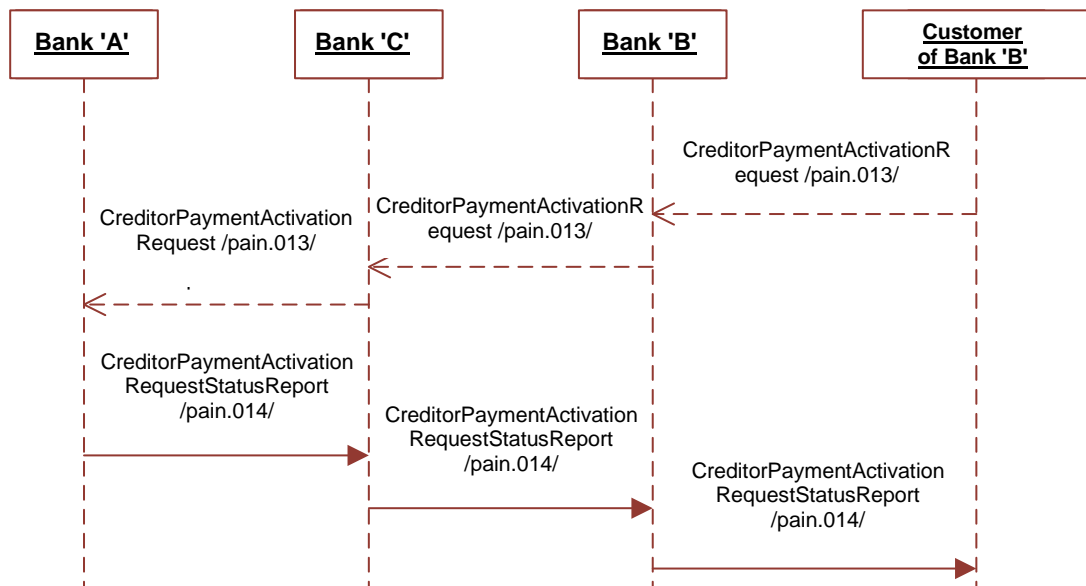 Bank 'A'
Bank 'C'
Bank 'B'
Customer
of Bank 'B'
CreditorPaymentActivationR
equest /pain.013/
CreditorPaymentActivationR
equest /pain.013/
CreditorPaymentActivation
Request /pain.013/
.
CreditorPaymentActivation
RequestStatusReport
/pain.014/
CreditorPaymentActivation
RequestStatusReport
/pain.014/
CreditorPaymentActivation
RequestStatusReport
/pain.014/